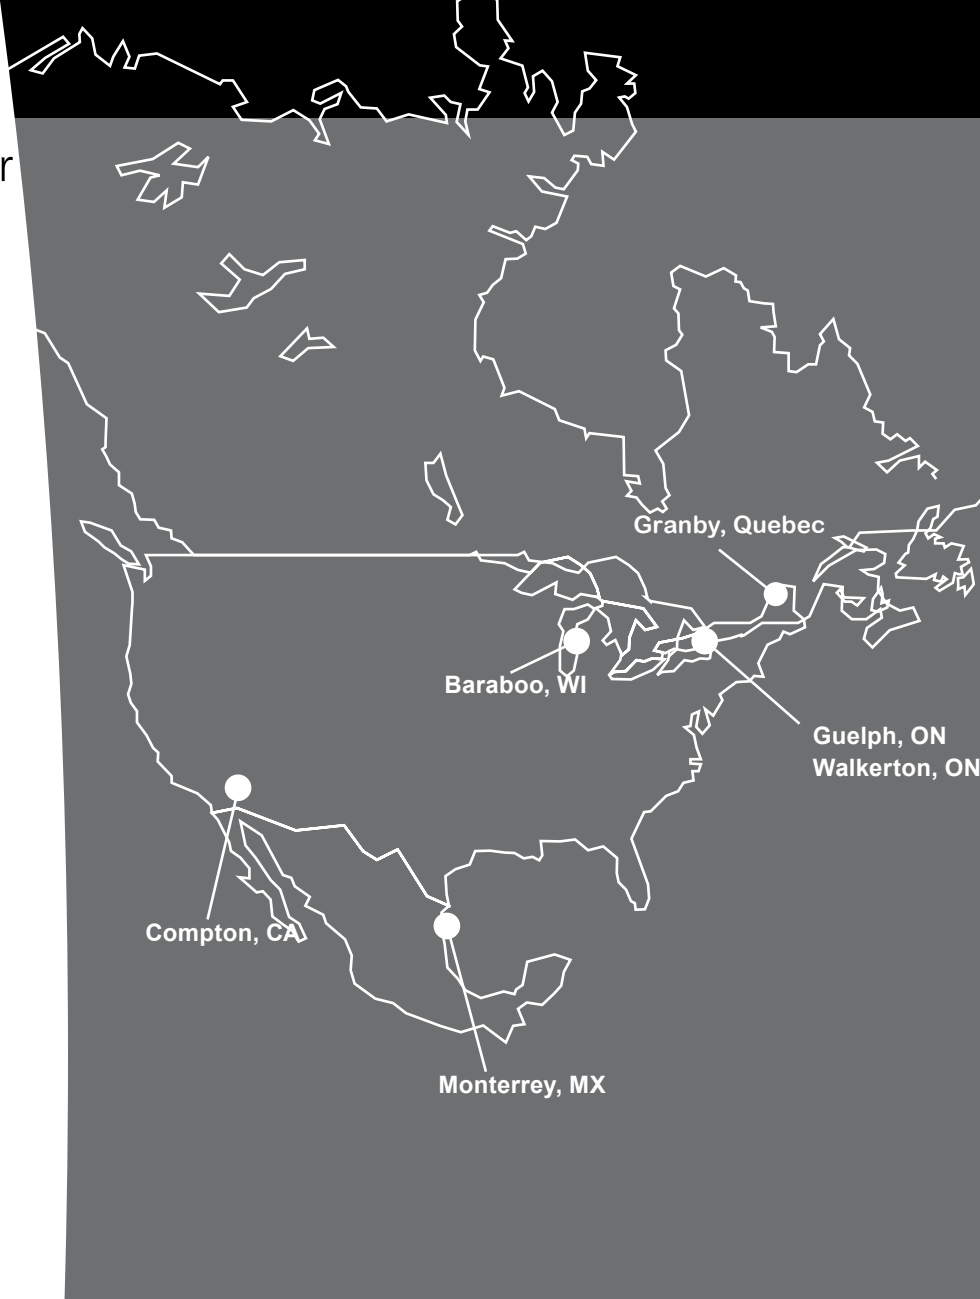 r
Granby, Quebec
Baraboo, WI
Guelph, ON
Walkerton, ON
Compton, CA
Monterrey, MX